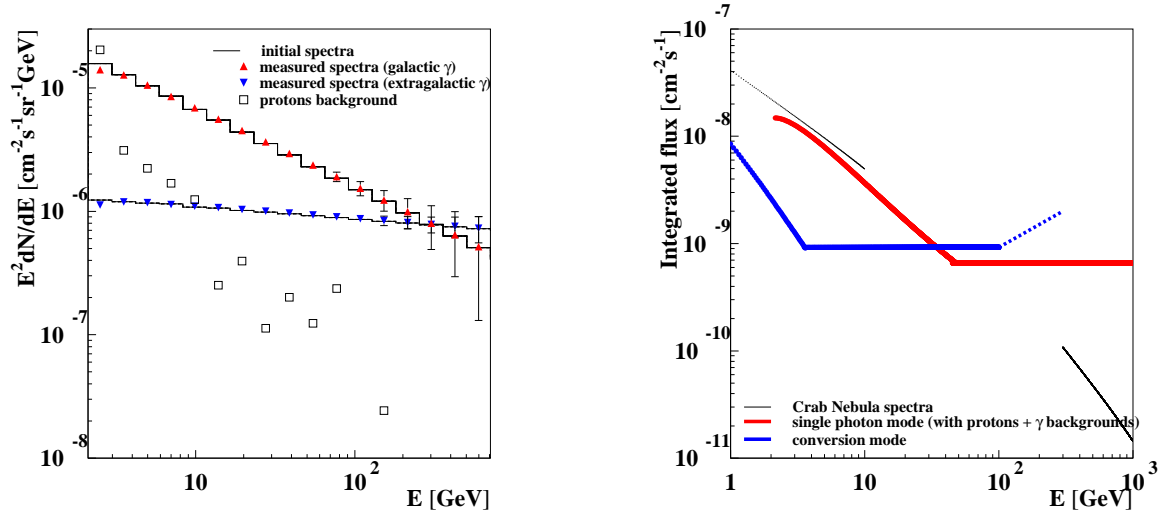 E²dN/dE [cm⁻²s⁻¹sr⁻¹GeV]
10⁻⁵
10⁻⁶
10⁻⁷
10⁻⁸
initial spectra
measured spectra (galactic γ)
measured spectra (extragalactic γ)
protons background
10
10²
E [GeV]
Integrated flux [cm⁻²s⁻¹]
10⁻⁷
10⁻⁸
10⁻⁹
10⁻¹⁰
10⁻¹¹
Crab Nebula spectra
single photon mode (with protons + γ backgrounds)
conversion mode
1
10
10²
10³
E [GeV]